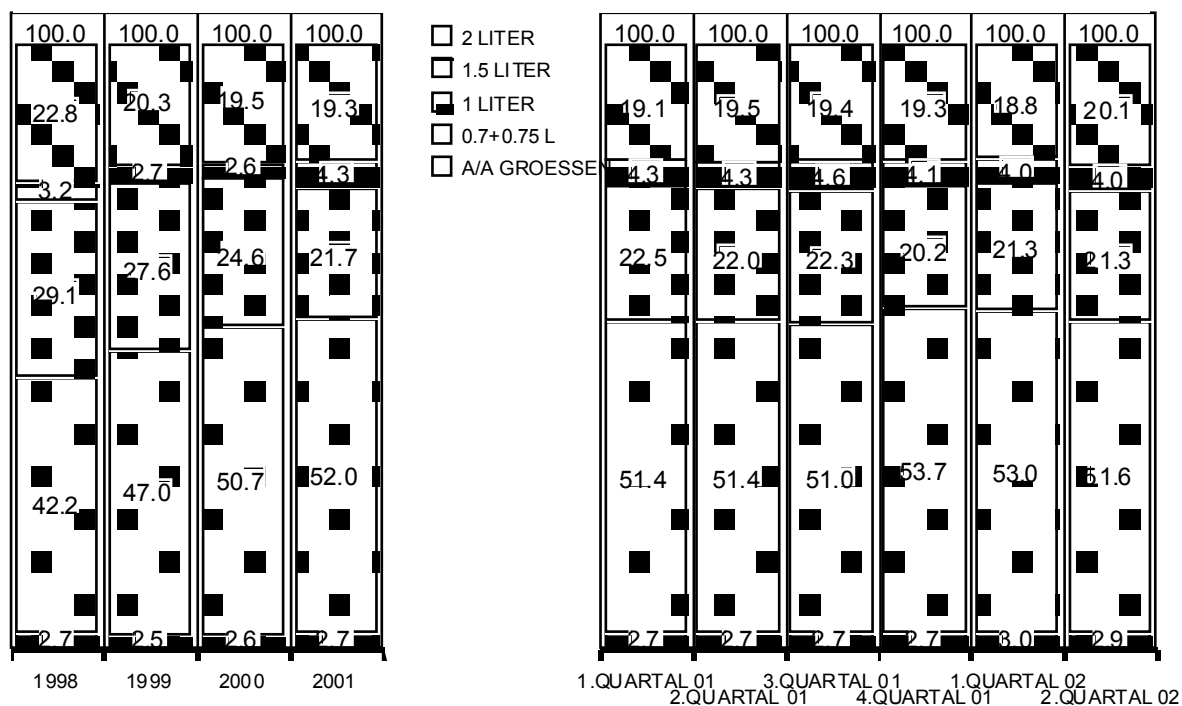 100.0 100.0 100.0 100.0 100.0 100.0 100.0 100.0 100.0 100.0
2 LITER
1.5 LITER
1 LITER
0.7+0.75 L
A/A GROESSEN
22.8 20.3 19.5 19.3 19.1 19.5 19.4 19.3 18.8 20.1
3.2 2.7 2.6 4.3 4.3 4.3 4.6 4.1 4.0 4.0
29.1 27.6 24.6 21.7 22.5 22.0 22.3 20.2 21.3 21.3
42.2 47.0 50.7 52.0 51.4 51.4 51.0 53.7 53.0 51.6
2.7 2.5 2.6 2.7 2.7 2.7 2.7 2.7 3.0 2.9
1998 1999 2000 2001 1.QUARTAL 01 3.QUARTAL 01 1.QUARTAL 02
2.QUARTAL 01 4.QUARTAL 01 2.QUARTAL 02